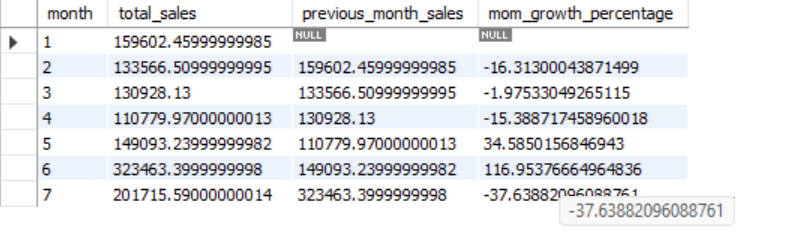 month total_sales previous_month_sales mom_growth_percentage
1 159602.45999999985 NULL NULL
2 133566.50999999995 159602.45999999985 -16.31300043871499
3 130928.13 133566.50999999995 -1.97533049265115
4 110779.97000000013 130928.13 -15.388717458960018
5 149093.23999999982 110779.97000000013 34.5850156846943
6 323463.3999999998 149093.23999999982 116.95376664964836
7 201715.59000000014 323463.3999999998 -37.63882096088761
-37.63882096088761